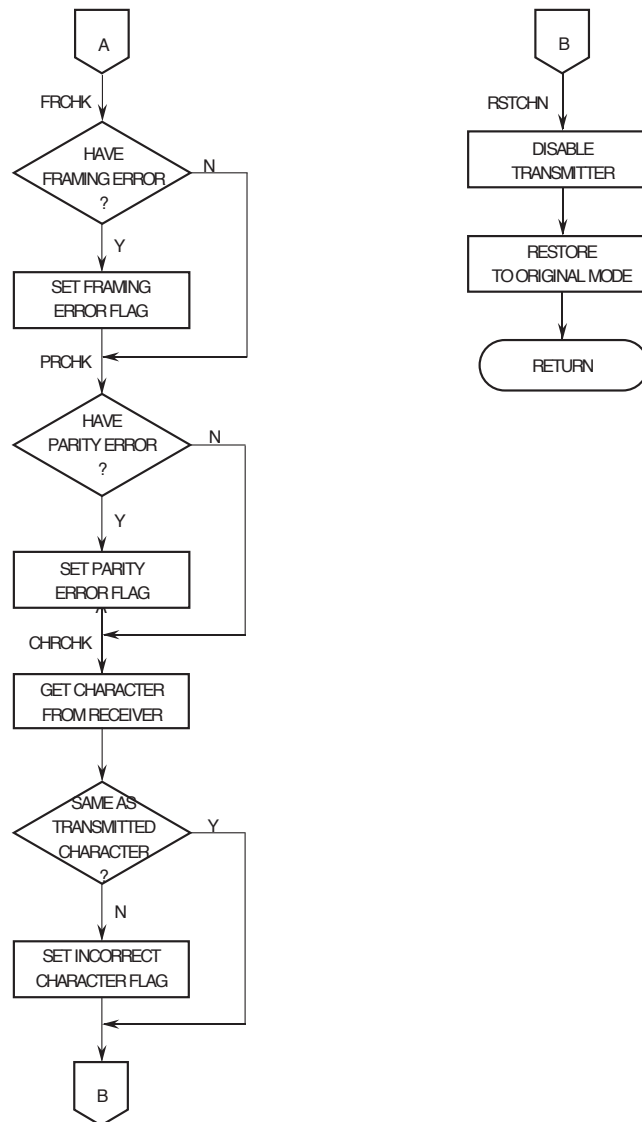 A
FRCHK
HAVE
FRAMING ERROR
?
N
Y
SET FRAMING
ERROR FLAG
PRCHK
HAVE
PARITY ERROR
?
N
Y
SET PARITY
ERROR FLAG
CHRCHK
GET CHARACTER
FROM RECEIVER
SAME AS
TRANSMITTED
CHARACTER
?
Y
N
SET INCORRECT
CHARACTER FLAG
B
B
RSTCHN
DISABLE
TRANSMITTER
RESTORE
TO ORIGINAL MODE
RETURN